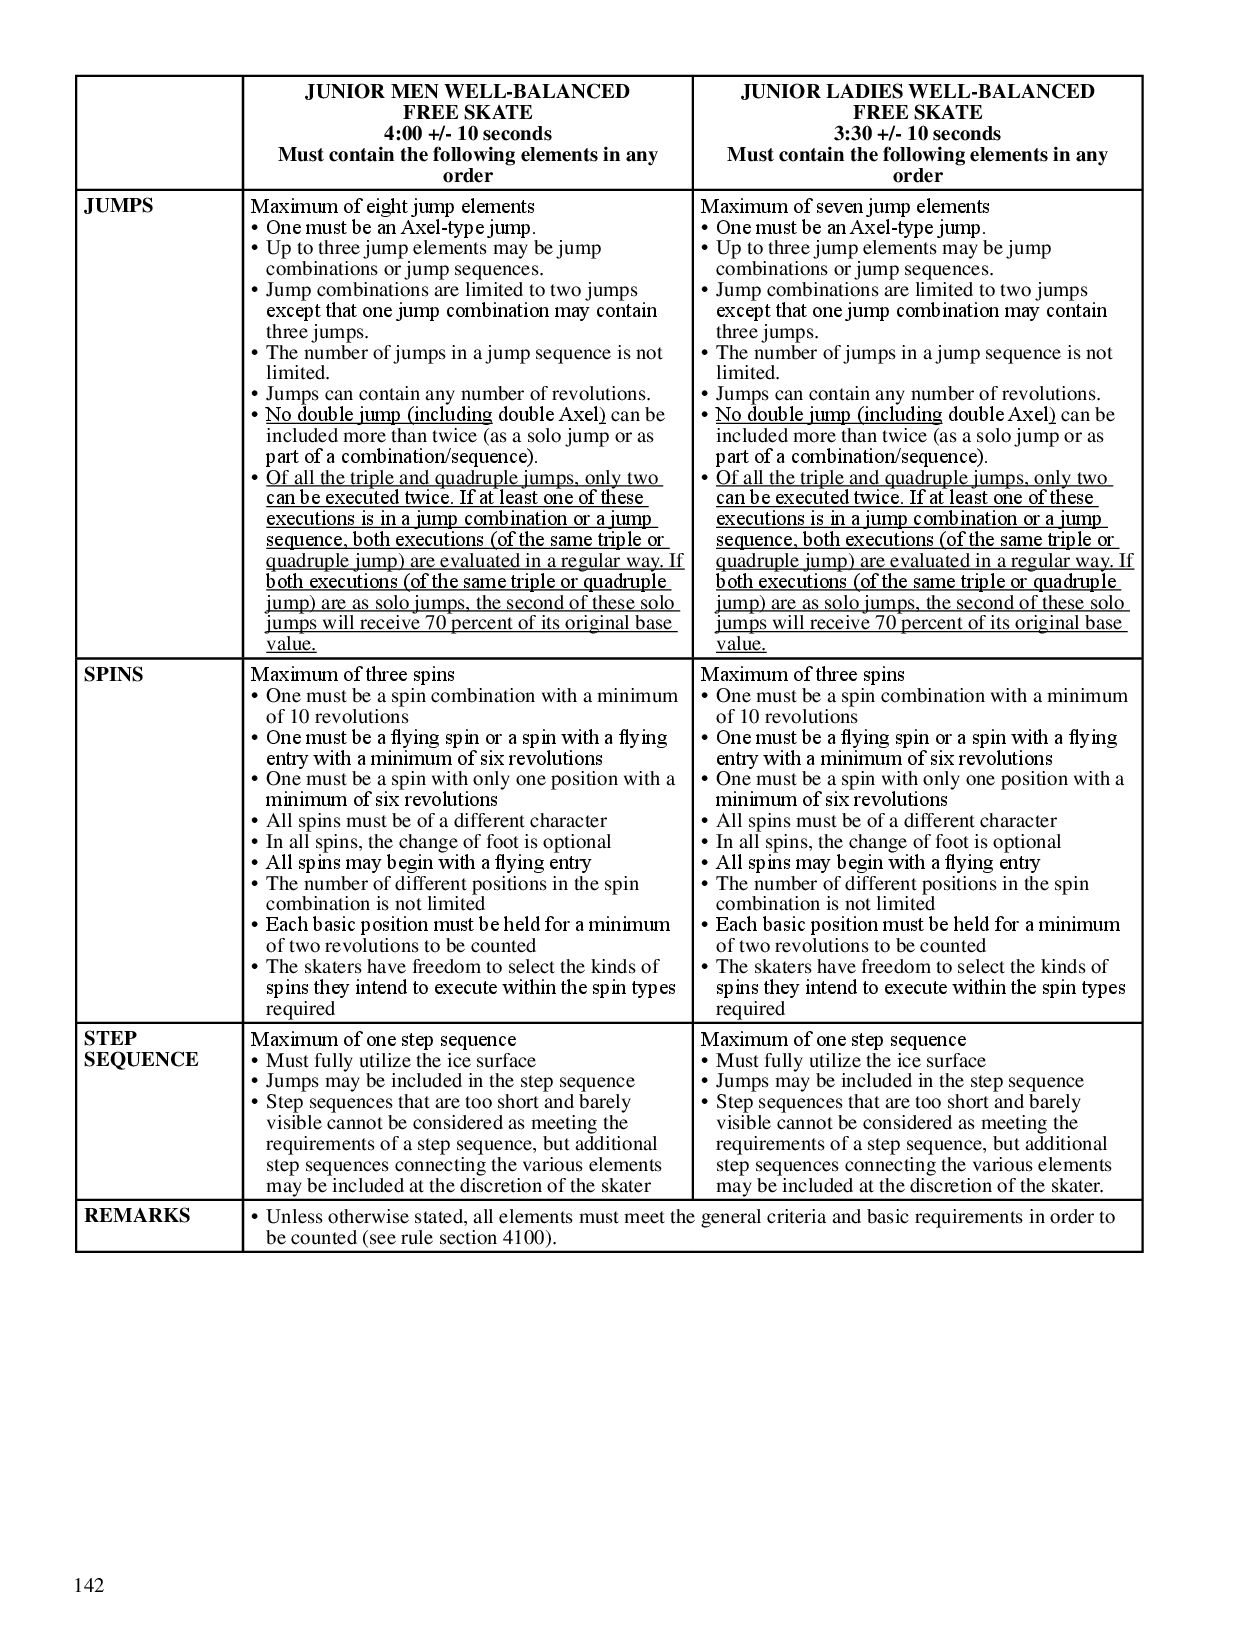 JUNIOR MEN WELL-BALANCED
FREE SKATE
4:00 +/- 10 seconds
Must contain the following elements in any
order
JUNIOR LADIES WELL-BALANCED
FREE SKATE
3:30 +/- 10 seconds
Must contain the following elements in any
order
JUMPS
Maximum of eight jump elements
• One must be an Axel-type jump.
• Up to three jump elements may be jump
combinations or jump sequences.
• Jump combinations are limited to two jumps
except that one jump combination may contain
three jumps.
• The number of jumps in a jump sequence is not
limited.
• Jumps can contain any number of revolutions.
• No double jump (including double Axel) can be
included more than twice (as a solo jump or as
part of a combination/sequence).
• Of all the triple and quadruple jumps, only two
can be executed twice. If at least one of these
executions is in a jump combination or a jump
sequence, both executions (of the same triple or
quadruple jump) are evaluated in a regular way. If
both executions (of the same triple or quadruple
jump) are as solo jumps, the second of these solo
jumps will receive 70 percent of its original base
value.
Maximum of seven jump elements
• One must be an Axel-type jump.
• Up to three jump elements may be jump
combinations or jump sequences.
• Jump combinations are limited to two jumps
except that one jump combination may contain
three jumps.
• The number of jumps in a jump sequence is not
limited.
• Jumps can contain any number of revolutions.
• No double jump (including double Axel) can be
included more than twice (as a solo jump or as
part of a combination/sequence).
• Of all the triple and quadruple jumps, only two
can be executed twice. If at least one of these
executions is in a jump combination or a jump
sequence, both executions (of the same triple or
quadruple jump) are evaluated in a regular way. If
both executions (of the same triple or quadruple
jump) are as solo jumps, the second of these solo
jumps will receive 70 percent of its original base
value.
SPINS
Maximum of three spins
• One must be a spin combination with a minimum
of 10 revolutions
• One must be a flying spin or a spin with a flying
entry with a minimum of six revolutions
• One must be a spin with only one position with a
minimum of six revolutions
• All spins must be of a different character
• In all spins, the change of foot is optional
• All spins may begin with a flying entry
• The number of different positions in the spin
combination is not limited
• Each basic position must be held for a minimum
of two revolutions to be counted
• The skaters have freedom to select the kinds of
spins they intend to execute within the spin types
required
Maximum of three spins
• One must be a spin combination with a minimum
of 10 revolutions
• One must be a flying spin or a spin with a flying
entry with a minimum of six revolutions
• One must be a spin with only one position with a
minimum of six revolutions
• All spins must be of a different character
• In all spins, the change of foot is optional
• All spins may begin with a flying entry
• The number of different positions in the spin
combination is not limited
• Each basic position must be held for a minimum
of two revolutions to be counted
• The skaters have freedom to select the kinds of
spins they intend to execute within the spin types
required
STEP
SEQUENCE
Maximum of one step sequence
• Must fully utilize the ice surface
• Jumps may be included in the step sequence
• Step sequences that are too short and barely
visible cannot be considered as meeting the
requirements of a step sequence, but additional
step sequences connecting the various elements
may be included at the discretion of the skater
Maximum of one step sequence
• Must fully utilize the ice surface
• Jumps may be included in the step sequence
• Step sequences that are too short and barely
visible cannot be considered as meeting the
requirements of a step sequence, but additional
step sequences connecting the various elements
may be included at the discretion of the skater.
REMARKS
• Unless otherwise stated, all elements must meet the general criteria and basic requirements in order to
be counted (see rule section 4100).
142